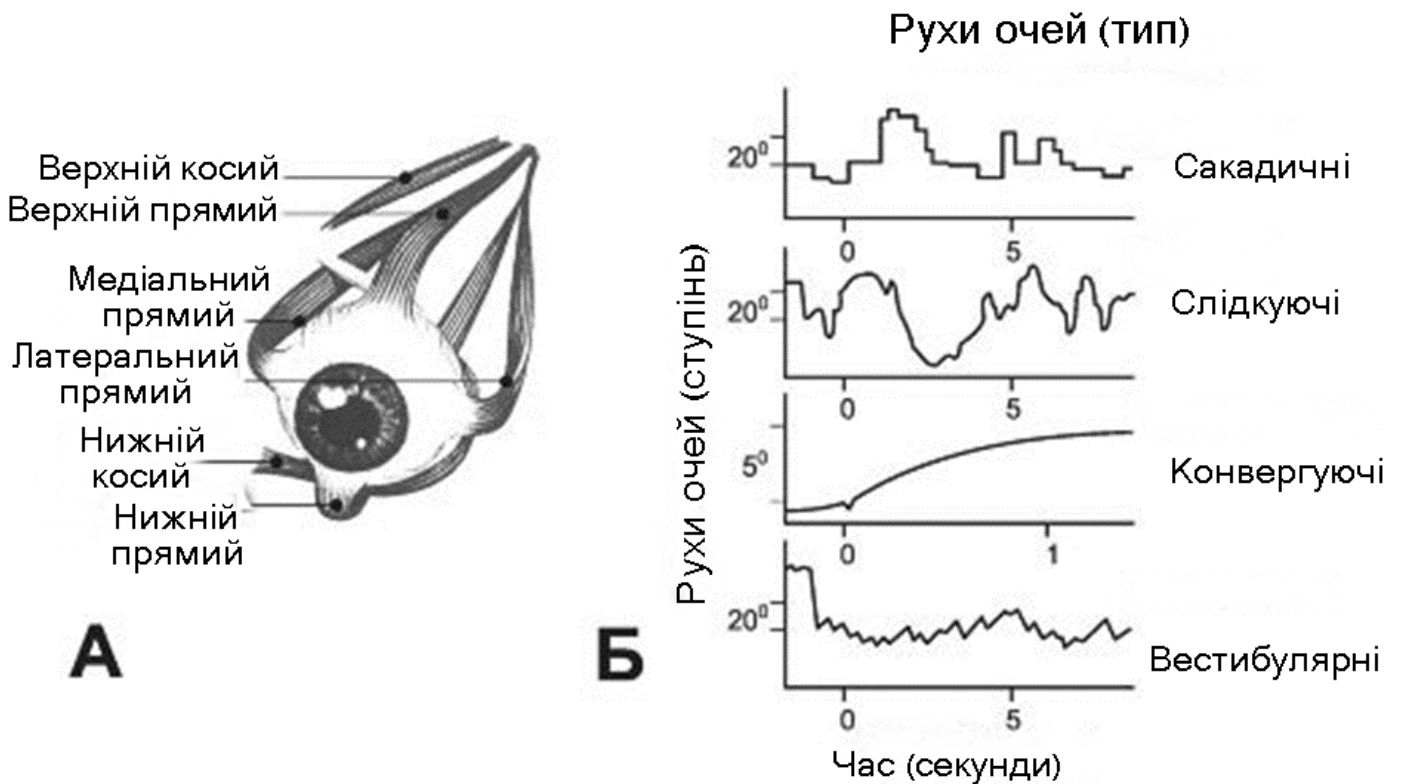 Рухи очей (тип)
Верхній косий
Верхній прямий
Медіальний
прямий
Латеральний
прямий
Нижній
косий
Нижній
прямий
А
Б
Рухи очей (ступінь)
20⁰
Сакадичні
0 5
20⁰
Слідкуючі
0 5
5⁰
Конвергуючі
0 1
20⁰
Вестибулярні
0 5
Час (секунди)